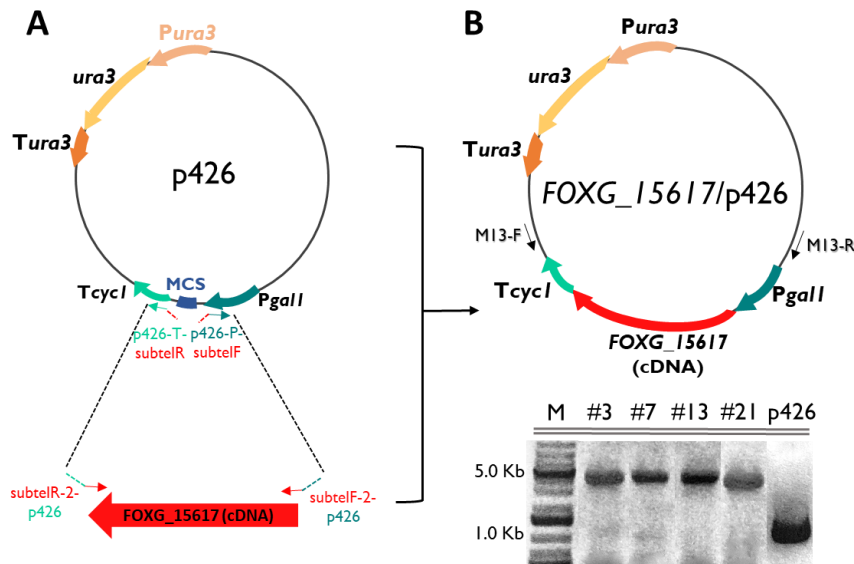 A
Pura3
ura3
Tura3
p426
MCS
Tcyc1
Pgal1
p426-T-
subtelR
p426-P-
subtelF
subtelR-2-
p426
FOXG_15617 (cDNA)
subtelF-2-
p426
B
Pura3
ura3
Tura3
FOXG_15617/p426
M13-F
M13-R
Tcyc1
Pgal1
FOXG_15617
(cDNA)
M #3 #7 #13 #21 p426
5.0 Kb
1.0 Kb